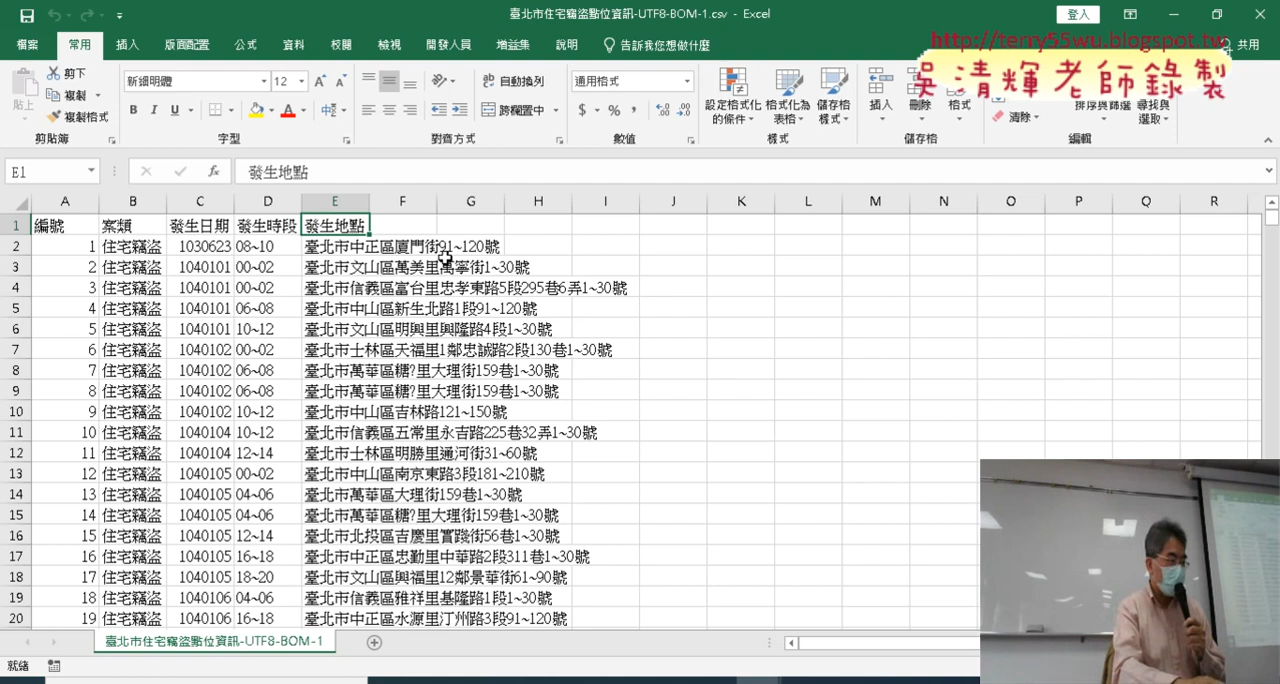 臺北市住宅竊盜點位資訊-UTF8-BOM-1.csv - Excel
登入
檔案 常用 插入 版面配置 公式 資料 校閱 檢視 開發人員 增益集 說明 告訴我您想做什麼 共用
http://terry55wu.blogspot.tw
吳清輝老師錄製
貼上 剪下 複製 複製格式
新細明體 12
B I U
自動換列
跨欄置中
通用格式
$ % ,
設定格式化的條件 格式化為表格 儲存格樣式
插入 刪除 格式
清除 排序與篩選 尋找與選取
剪貼簿 字型 對齊方式 數值 樣式 儲存格 編輯
E1 fx 發生地點
A B C D E F G H I J K L M N O P Q R
1 編號 案類 發生日期 發生時段 發生地點
2 1 住宅竊盜 1030623 08~10 臺北市中正區廈門街91~120號
3 2 住宅竊盜 1040101 00~02 臺北市文山區萬美里萬寧街1~30號
4 3 住宅竊盜 1040101 00~02 臺北市信義區富台里忠孝東路5段295巷6弄1~30號
5 4 住宅竊盜 1040101 06~08 臺北市中山區新生北路1段91~120號
6 5 住宅竊盜 1040101 10~12 臺北市文山區明興里興隆路4段1~30號
7 6 住宅竊盜 1040102 00~02 臺北市士林區天福里1鄰忠誠路2段130巷1~30號
8 7 住宅竊盜 1040102 06~08 臺北市萬華區糖?里大理街159巷1~30號
9 8 住宅竊盜 1040102 06~08 臺北市萬華區糖?里大理街159巷1~30號
10 9 住宅竊盜 1040102 10~12 臺北市中山區吉林路121~150號
11 10 住宅竊盜 1040104 10~12 臺北市信義區五常里永吉路225巷32弄1~30號
12 11 住宅竊盜 1040104 12~14 臺北市士林區明勝里通河街31~60號
13 12 住宅竊盜 1040105 00~02 臺北市中山區南京東路3段181~210號
14 13 住宅竊盜 1040105 04~06 臺北市萬華區大理街159巷1~30號
15 14 住宅竊盜 1040105 04~06 臺北市萬華區糖?里大理街159巷1~30號
16 15 住宅竊盜 1040105 12~14 臺北市北投區吉慶里實踐街56巷1~30號
17 16 住宅竊盜 1040105 16~18 臺北市中正區忠勤里中華路2段311巷1~30號
18 17 住宅竊盜 1040105 18~20 臺北市文山區興福里12鄰景華街61~90號
19 18 住宅竊盜 1040106 04~06 臺北市信義區雅祥里基隆路1段1~30號
20 19 住宅竊盜 1040106 16~18 臺北市中正區水源里汀州路3段91~120號
臺北市住宅竊盜點位資訊-UTF8-BOM-1
就緒